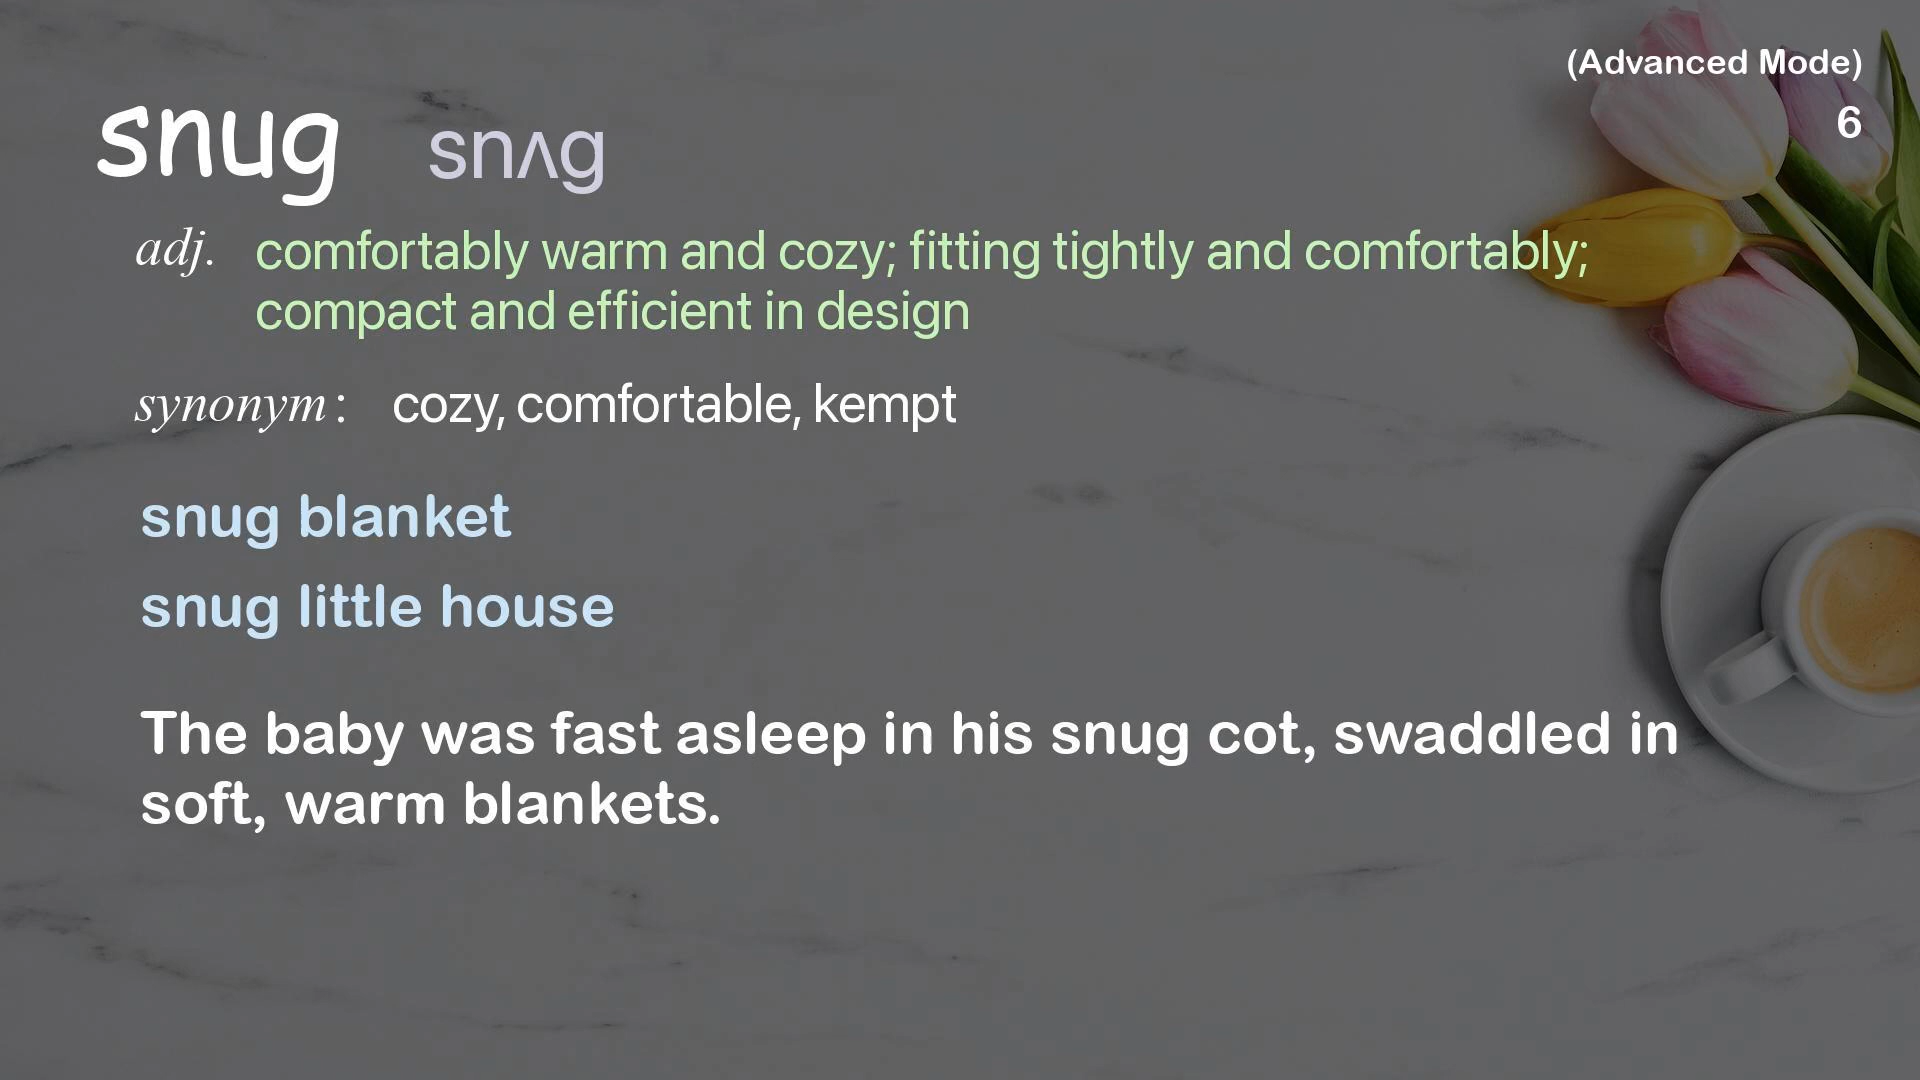 (Advanced Mode)
6
snug snʌg
adj. comfortably warm and cozy; fitting tightly and comfortably;
compact and efficient in design
synonym: cozy, comfortable, kempt
snug blanket
snug little house
The baby was fast asleep in his snug cot, swaddled in
soft, warm blankets.